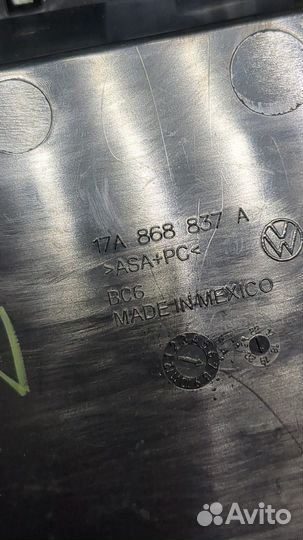 17A 868 837 A
>ASA+PC<
BC6
MADE IN MEXICO
Avito